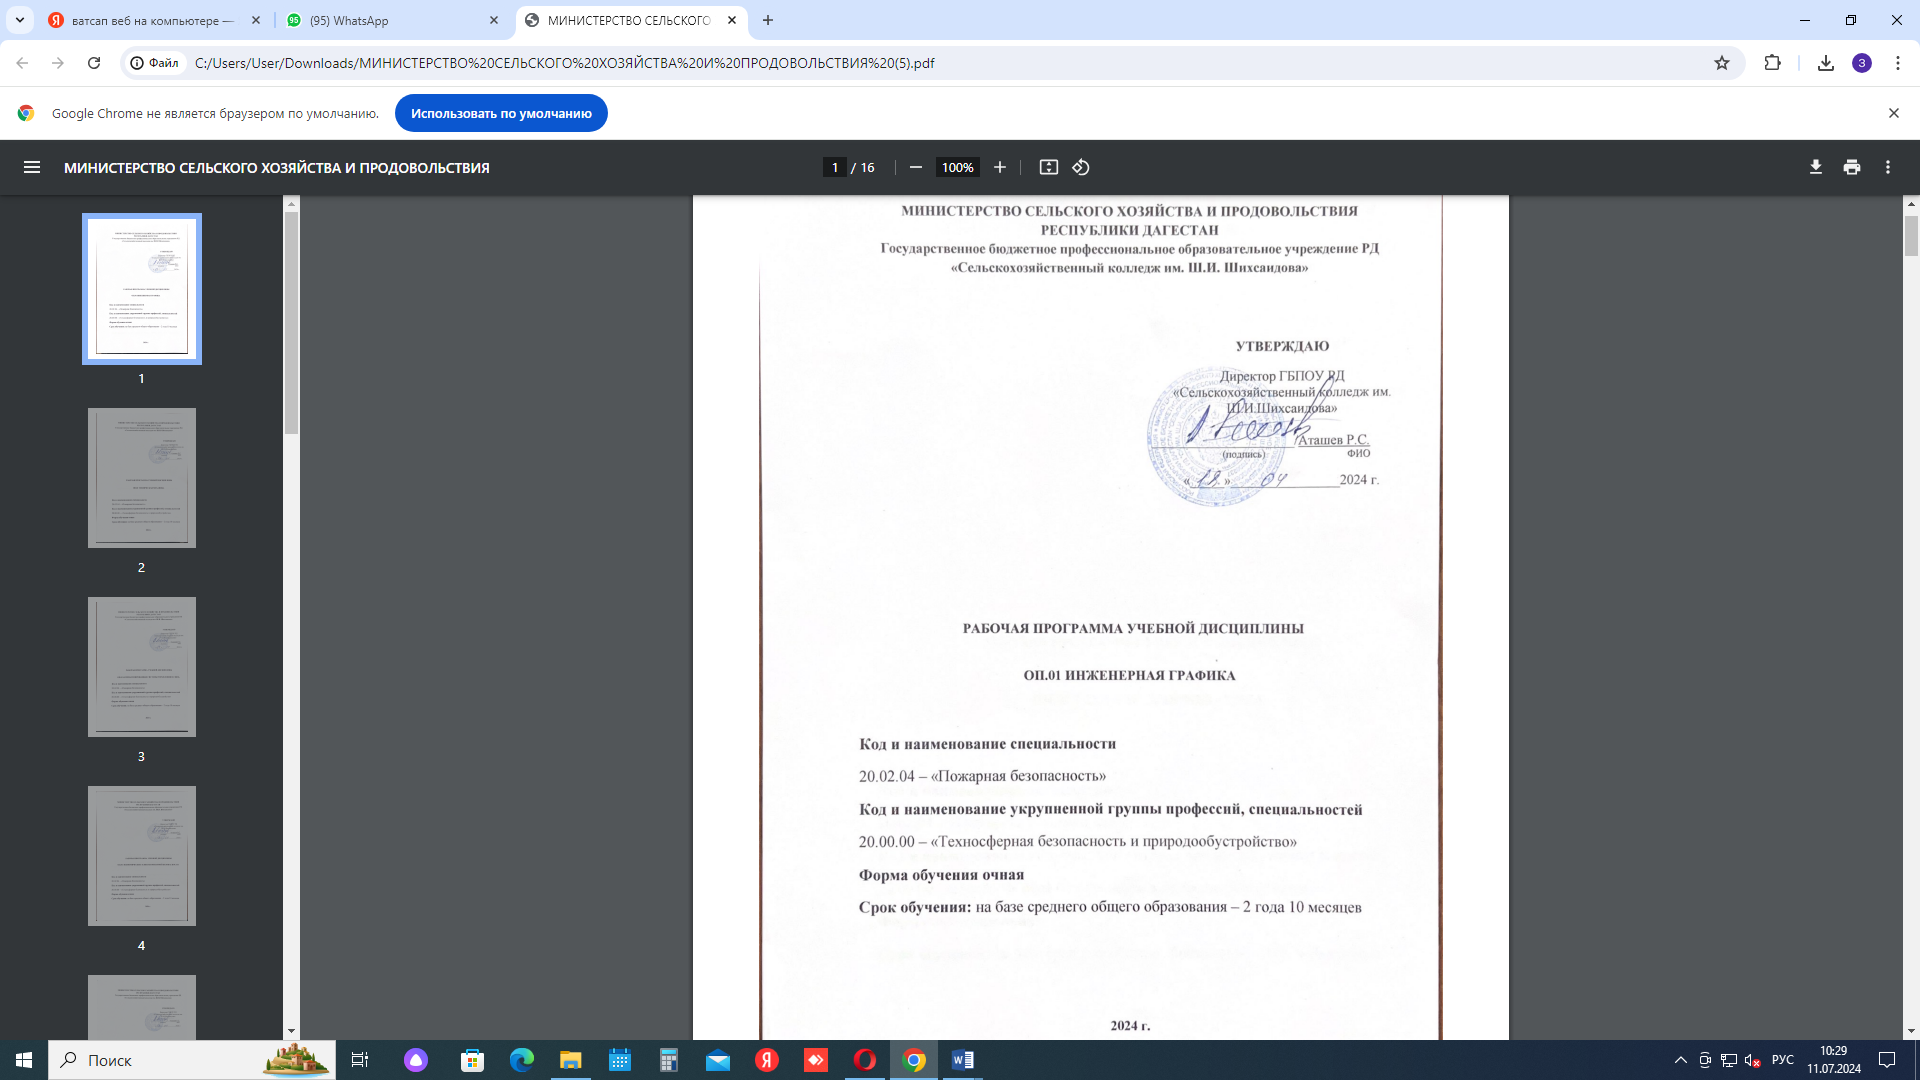 ватсап веб на компьютере —
(95) WhatsApp
МИНИСТЕРСТВО СЕЛЬСКОГО
Файл
C:/Users/User/Downloads/МИНИСТЕРСТВО%20СЕЛЬСКОГО%20ХОЗЯЙСТВА%20И%20ПРОДОВОЛЬСТВИЯ%20(5).pdf
3
Google Chrome не является браузером по умолчанию.
Использовать по умолчанию
МИНИСТЕРСТВО СЕЛЬСКОГО ХОЗЯЙСТВА И ПРОДОВОЛЬСТВИЯ
1 / 16
100%
1
2
3
4
МИНИСТЕРСТВО СЕЛЬСКОГО ХОЗЯЙСТВА И ПРОДОВОЛЬСТВИЯ
РЕСПУБЛИКИ ДАГЕСТАН
Государственное бюджетное профессиональное образовательное учреждение РД
«Сельскохозяйственный колледж им. Ш.И. Шихсаидова»
УТВЕРЖДАЮ
Директор ГБПОУ РД
«Сельскохозяйственный колледж им.
Ш.И.Шихсаидова»
/Аташев Р.С.
(подпись) ФИО
2024 г.
РАБОЧАЯ ПРОГРАММА УЧЕБНОЙ ДИСЦИПЛИНЫ
ОП.01 ИНЖЕНЕРНАЯ ГРАФИКА
Код и наименование специальности
20.02.04 – «Пожарная безопасность»
Код и наименование укрупненной группы профессий, специальностей
20.00.00 – «Техносферная безопасность и природообустройство»
Форма обучения очная
Срок обучения: на базе среднего общего образования – 2 года 10 месяцев
2024 г.
Поиск
РУС
10:29
11.07.2024